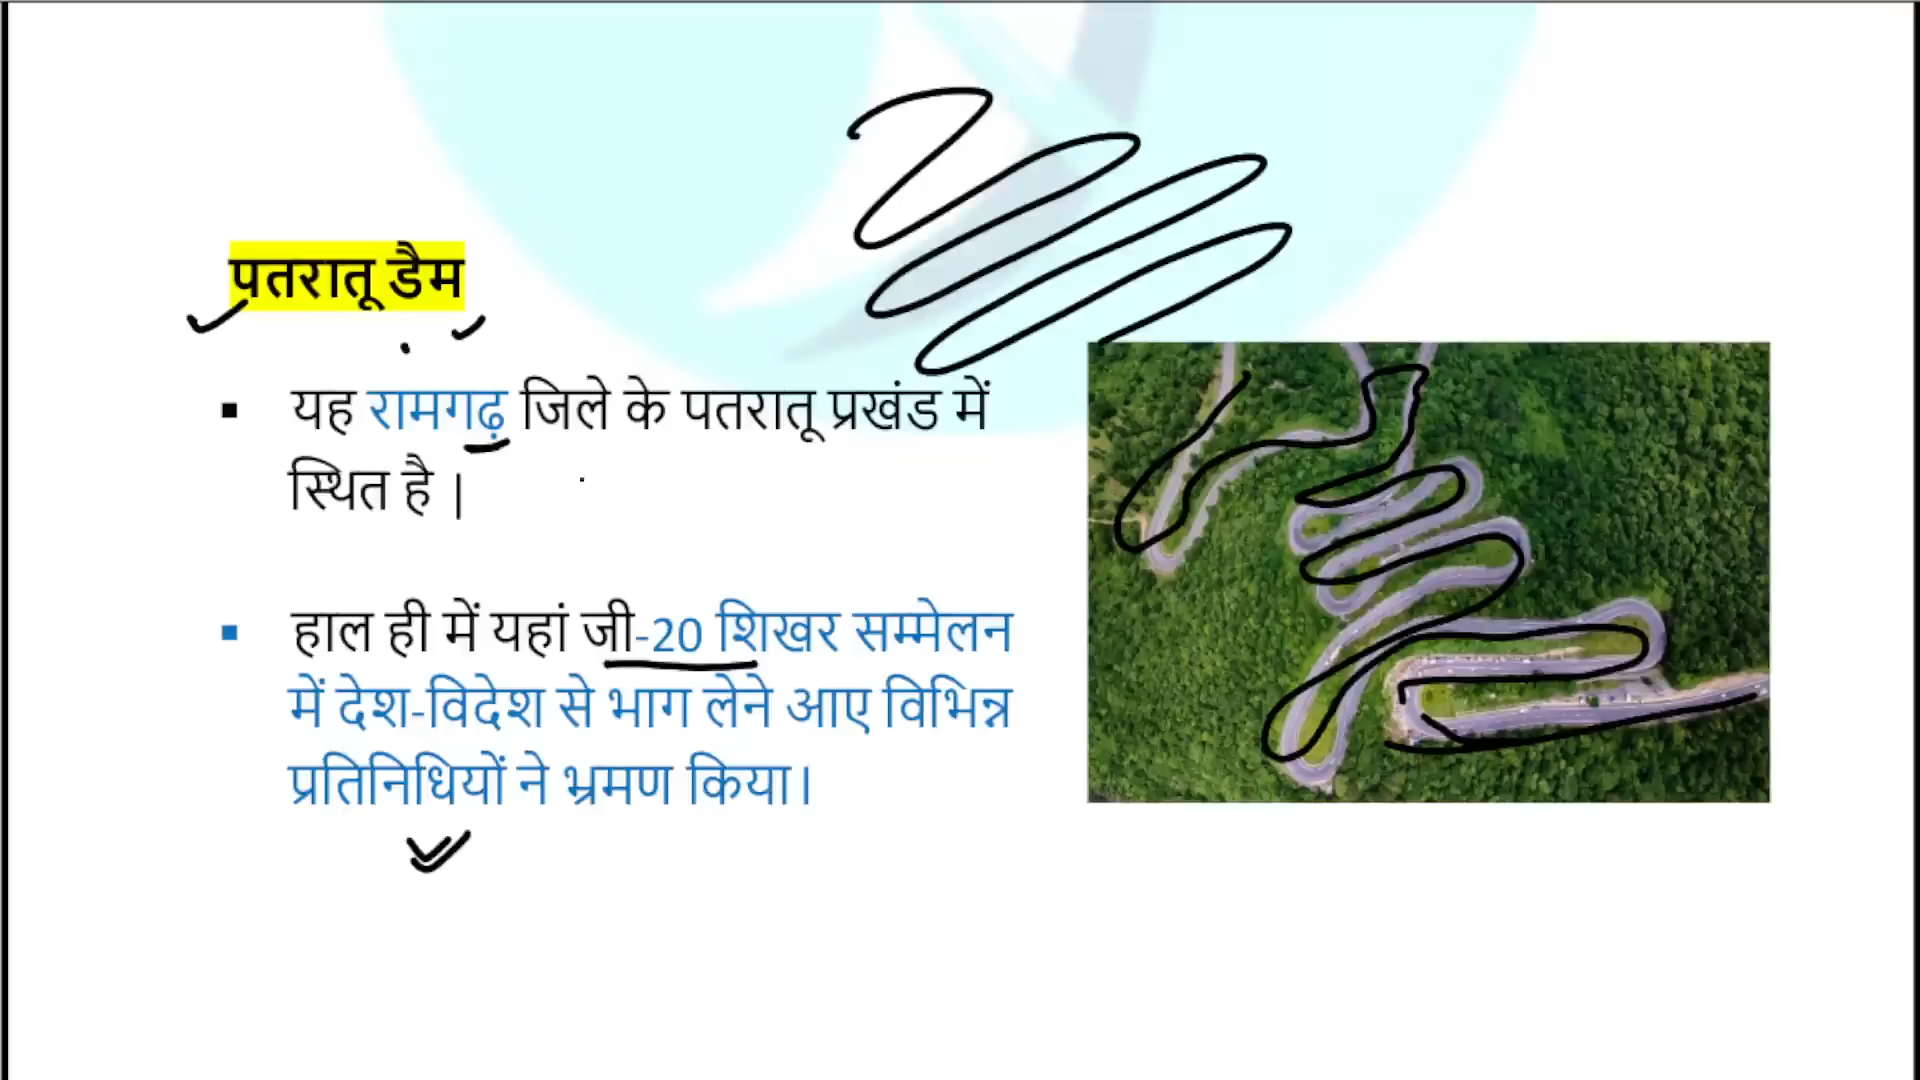 पतरातू डैम
▪ यह रामगढ़ जिले के पतरातू प्रखंड में
स्थित है |
▪ हाल ही में यहां जी-20 शिखर सम्मेलन
में देश-विदेश से भाग लेने आए विभिन्न
प्रतिनिधियों ने भ्रमण किया।